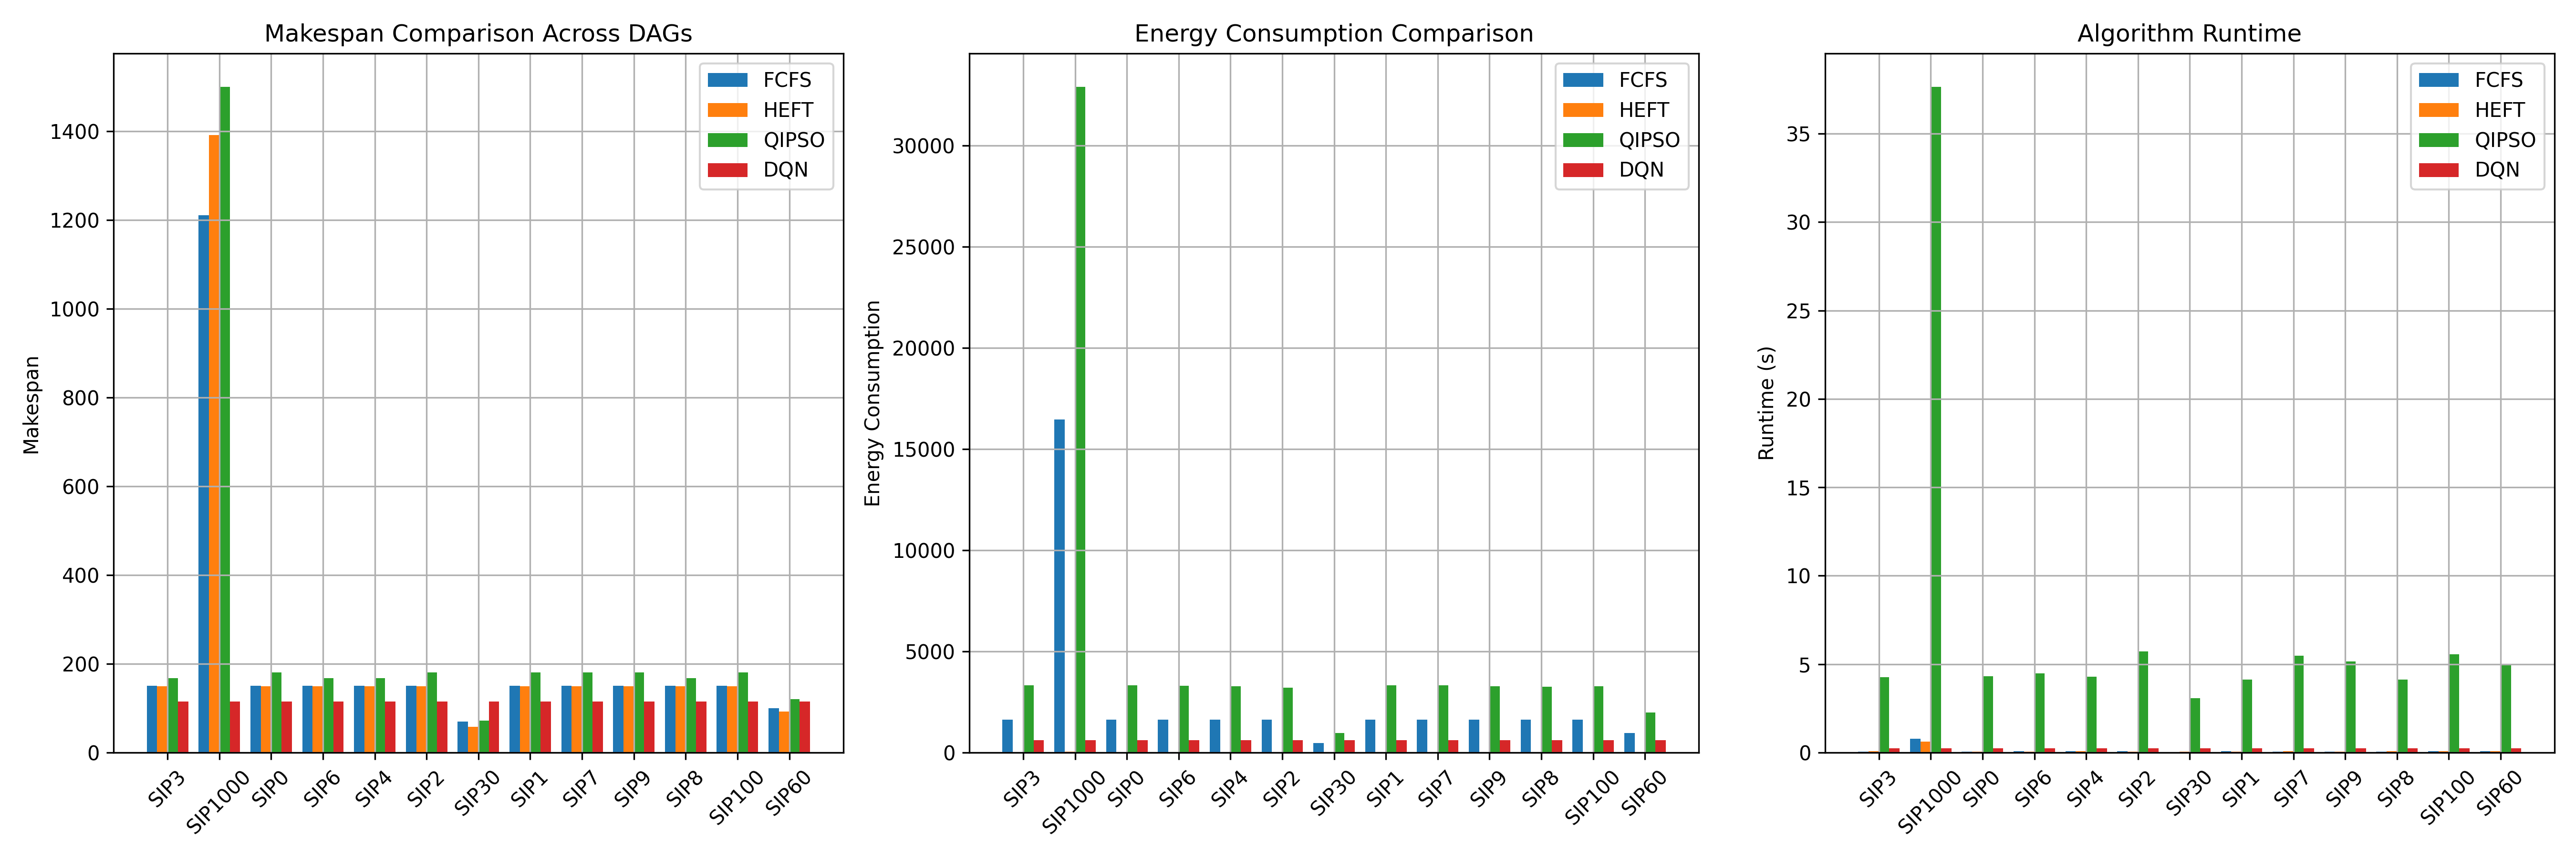 Makespan Comparison Across DAGs
Makespan
1400
1200
1000
800
600
400
200
0
SIP3
SIP1000
SIP0
SIP6
SIP4
SIP2
SIP30
SIP1
SIP7
SIP9
SIP8
SIP100
SIP60
FCFS
HEFT
QIPSO
DQN
Energy Consumption Comparison
Energy Consumption
30000
25000
20000
15000
10000
5000
0
SIP3
SIP1000
SIP0
SIP6
SIP4
SIP2
SIP30
SIP1
SIP7
SIP9
SIP8
SIP100
SIP60
FCFS
HEFT
QIPSO
DQN
Algorithm Runtime
Runtime (s)
35
30
25
20
15
10
5
0
SIP3
SIP1000
SIP0
SIP6
SIP4
SIP2
SIP30
SIP1
SIP7
SIP9
SIP8
SIP100
SIP60
FCFS
HEFT
QIPSO
DQN